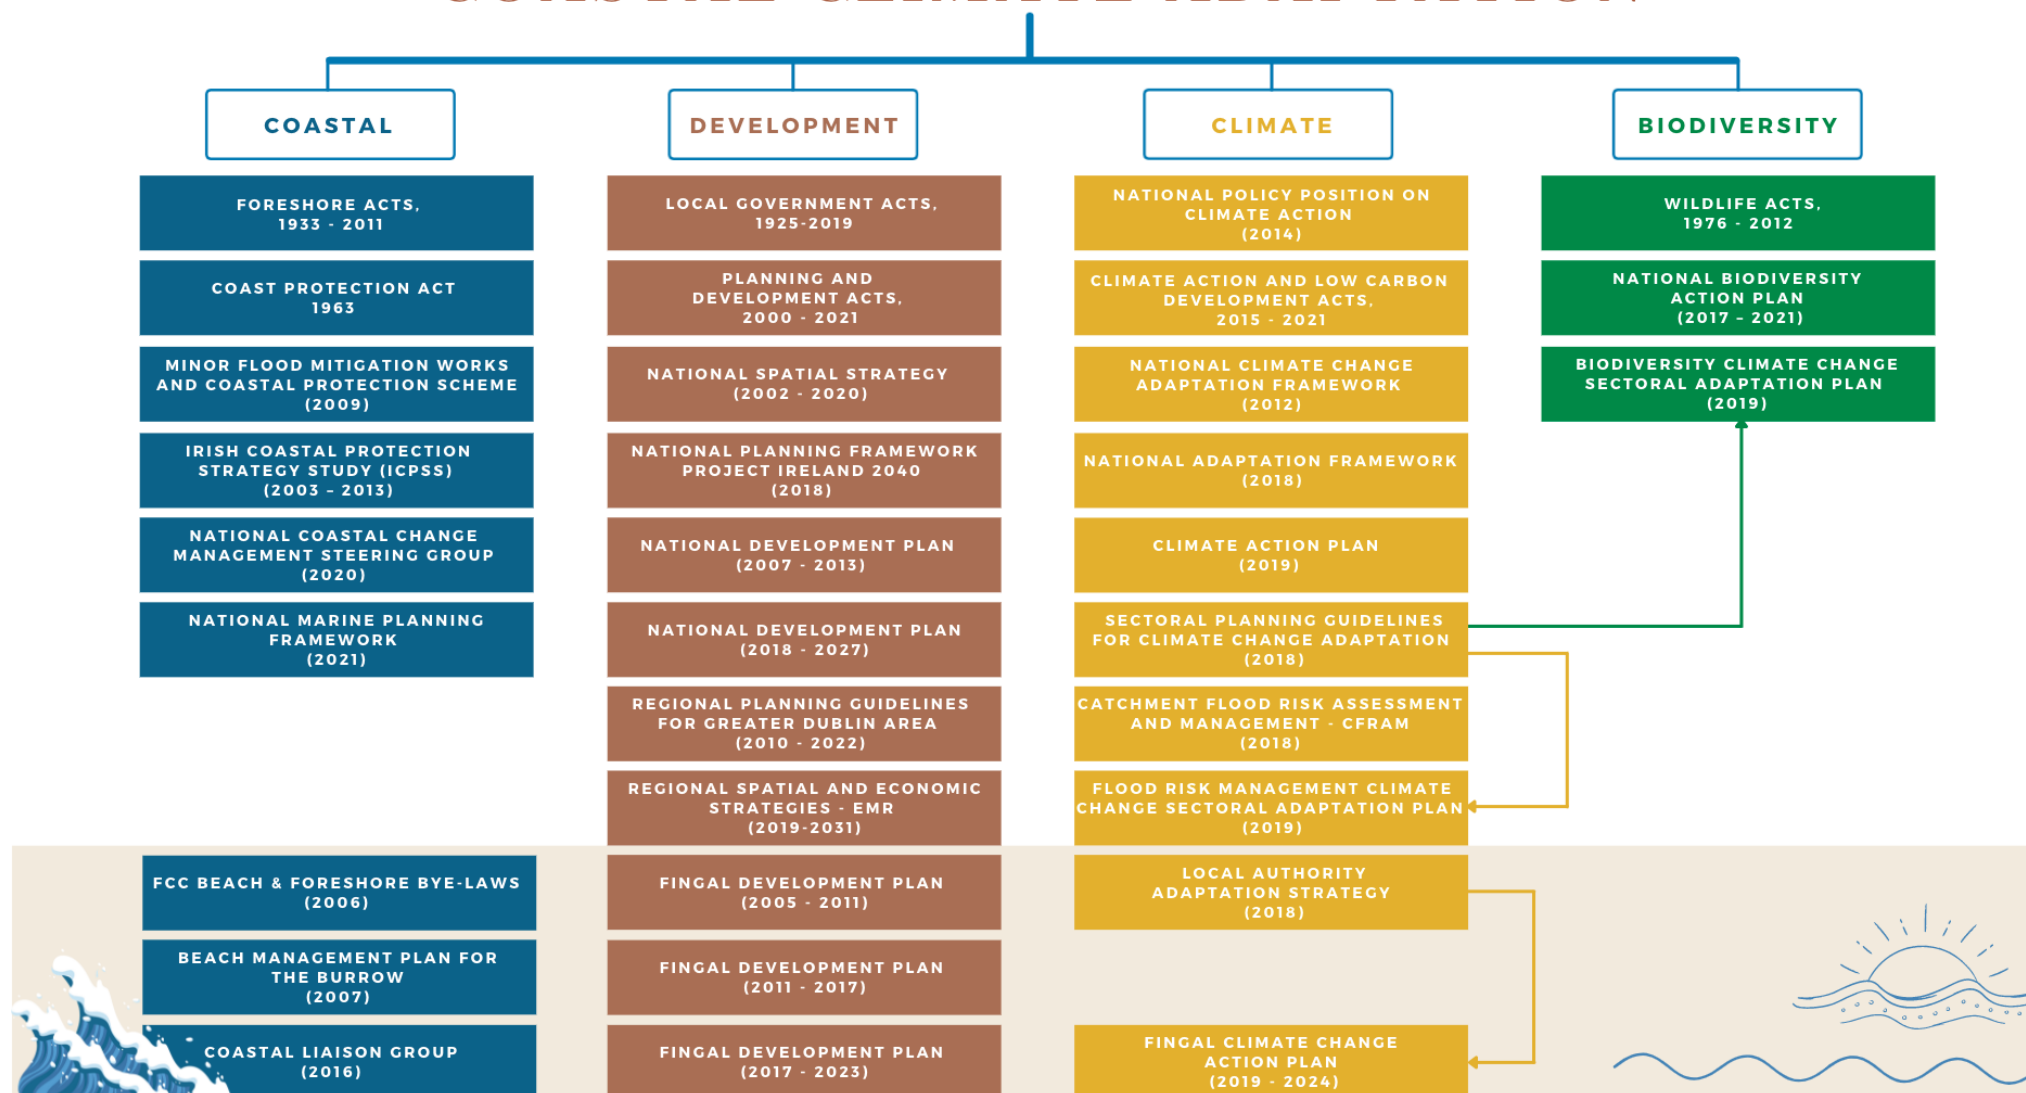 COASTAL CLIMATE ADAPTATION
COASTAL
DEVELOPMENT
CLIMATE
BIODIVERSITY
FORESHORE ACTS,
1933 - 2011
COAST PROTECTION ACT
1963
MINOR FLOOD MITIGATION WORKS
AND COASTAL PROTECTION SCHEME
(2009)
IRISH COASTAL PROTECTION
STRATEGY STUDY (ICPSS)
(2003 – 2013)
NATIONAL COASTAL CHANGE
MANAGEMENT STEERING GROUP
(2020)
NATIONAL MARINE PLANNING
FRAMEWORK
(2021)
FCC BEACH & FORESHORE BYE-LAWS
(2006)
BEACH MANAGEMENT PLAN FOR
THE BURROW
(2007)
COASTAL LIAISON GROUP
(2016)
LOCAL GOVERNMENT ACTS,
1925-2019
PLANNING AND
DEVELOPMENT ACTS,
2000 - 2021
NATIONAL SPATIAL STRATEGY
(2002 - 2020)
NATIONAL PLANNING FRAMEWORK
PROJECT IRELAND 2040
(2018)
NATIONAL DEVELOPMENT PLAN
(2007 - 2013)
NATIONAL DEVELOPMENT PLAN
(2018 - 2027)
REGIONAL PLANNING GUIDELINES
FOR GREATER DUBLIN AREA
(2010 - 2022)
REGIONAL SPATIAL AND ECONOMIC
STRATEGIES - EMR
(2019-2031)
FINGAL DEVELOPMENT PLAN
(2005 - 2011)
FINGAL DEVELOPMENT PLAN
(2011 - 2017)
FINGAL DEVELOPMENT PLAN
(2017 - 2023)
NATIONAL POLICY POSITION ON
CLIMATE ACTION
(2014)
CLIMATE ACTION AND LOW CARBON
DEVELOPMENT ACTS,
2015 - 2021
NATIONAL CLIMATE CHANGE
ADAPTATION FRAMEWORK
(2012)
NATIONAL ADAPTATION FRAMEWORK
(2018)
CLIMATE ACTION PLAN
(2019)
SECTORAL PLANNING GUIDELINES
FOR CLIMATE CHANGE ADAPTATION
(2018)
CATCHMENT FLOOD RISK ASSESSMENT
AND MANAGEMENT - CFRAM
(2018)
FLOOD RISK MANAGEMENT CLIMATE
CHANGE SECTORAL ADAPTATION PLAN
(2019)
LOCAL AUTHORITY
ADAPTATION STRATEGY
(2018)
FINGAL CLIMATE CHANGE
ACTION PLAN
(2019 - 2024)
WILDLIFE ACTS,
1976 - 2012
NATIONAL BIODIVERSITY
ACTION PLAN
(2017 – 2021)
BIODIVERSITY CLIMATE CHANGE
SECTORAL ADAPTATION PLAN
(2019)